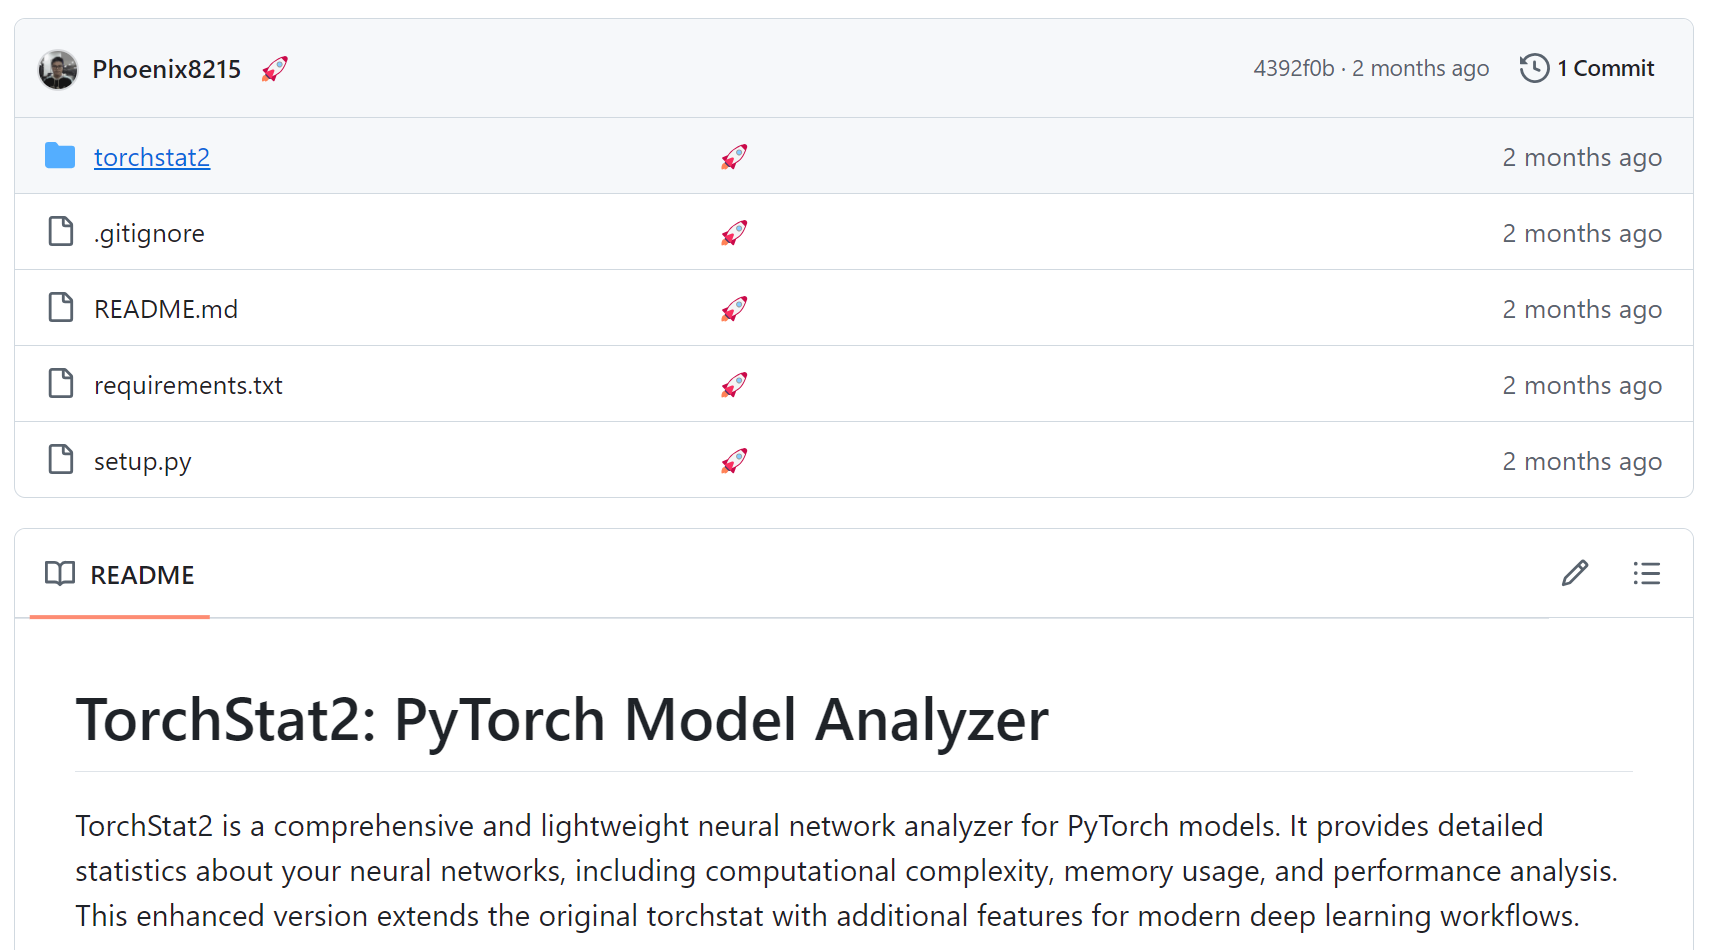 Phoenix8215 🚀 4392f0b · 2 months ago 1 Commit
torchstat2 🚀 2 months ago
.gitignore 🚀 2 months ago
README.md 🚀 2 months ago
requirements.txt 🚀 2 months ago
setup.py 🚀 2 months ago
README
TorchStat2: PyTorch Model Analyzer
TorchStat2 is a comprehensive and lightweight neural network analyzer for PyTorch models. It provides detailed
statistics about your neural networks, including computational complexity, memory usage, and performance analysis.
This enhanced version extends the original torchstat with additional features for modern deep learning workflows.